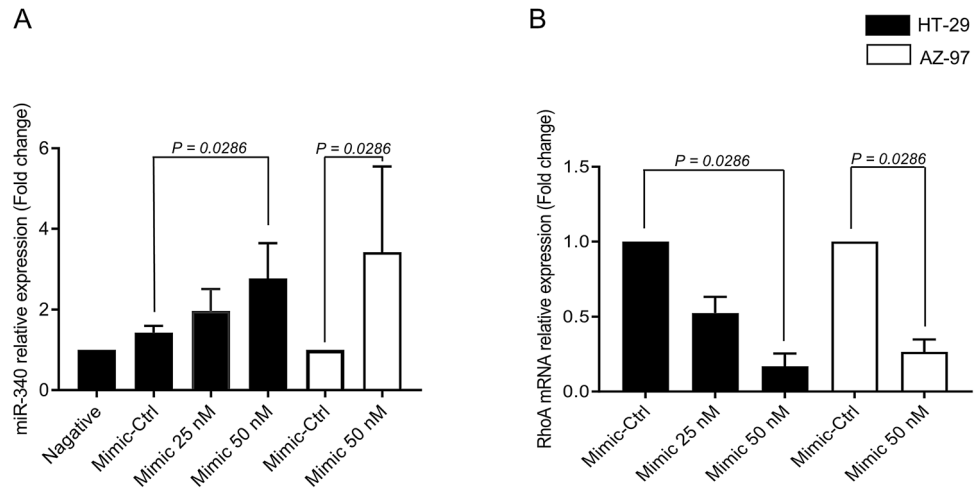 A
miR-340 relative expression (Fold change)
6
4
2
0
P = 0.0286
P = 0.0286
Nagative
Mimic-Ctrl
Mimic 25 nM
Mimic 50 nM
Mimic-Ctrl
Mimic 50 nM
B
HT-29
AZ-97
RhoA mRNA relative expression (Fold change)
1.5
1.0
0.5
0.0
P = 0.0286
P = 0.0286
Mimic-Ctrl
Mimic 25 nM
Mimic 50 nM
Mimic-Ctrl
Mimic 50 nM